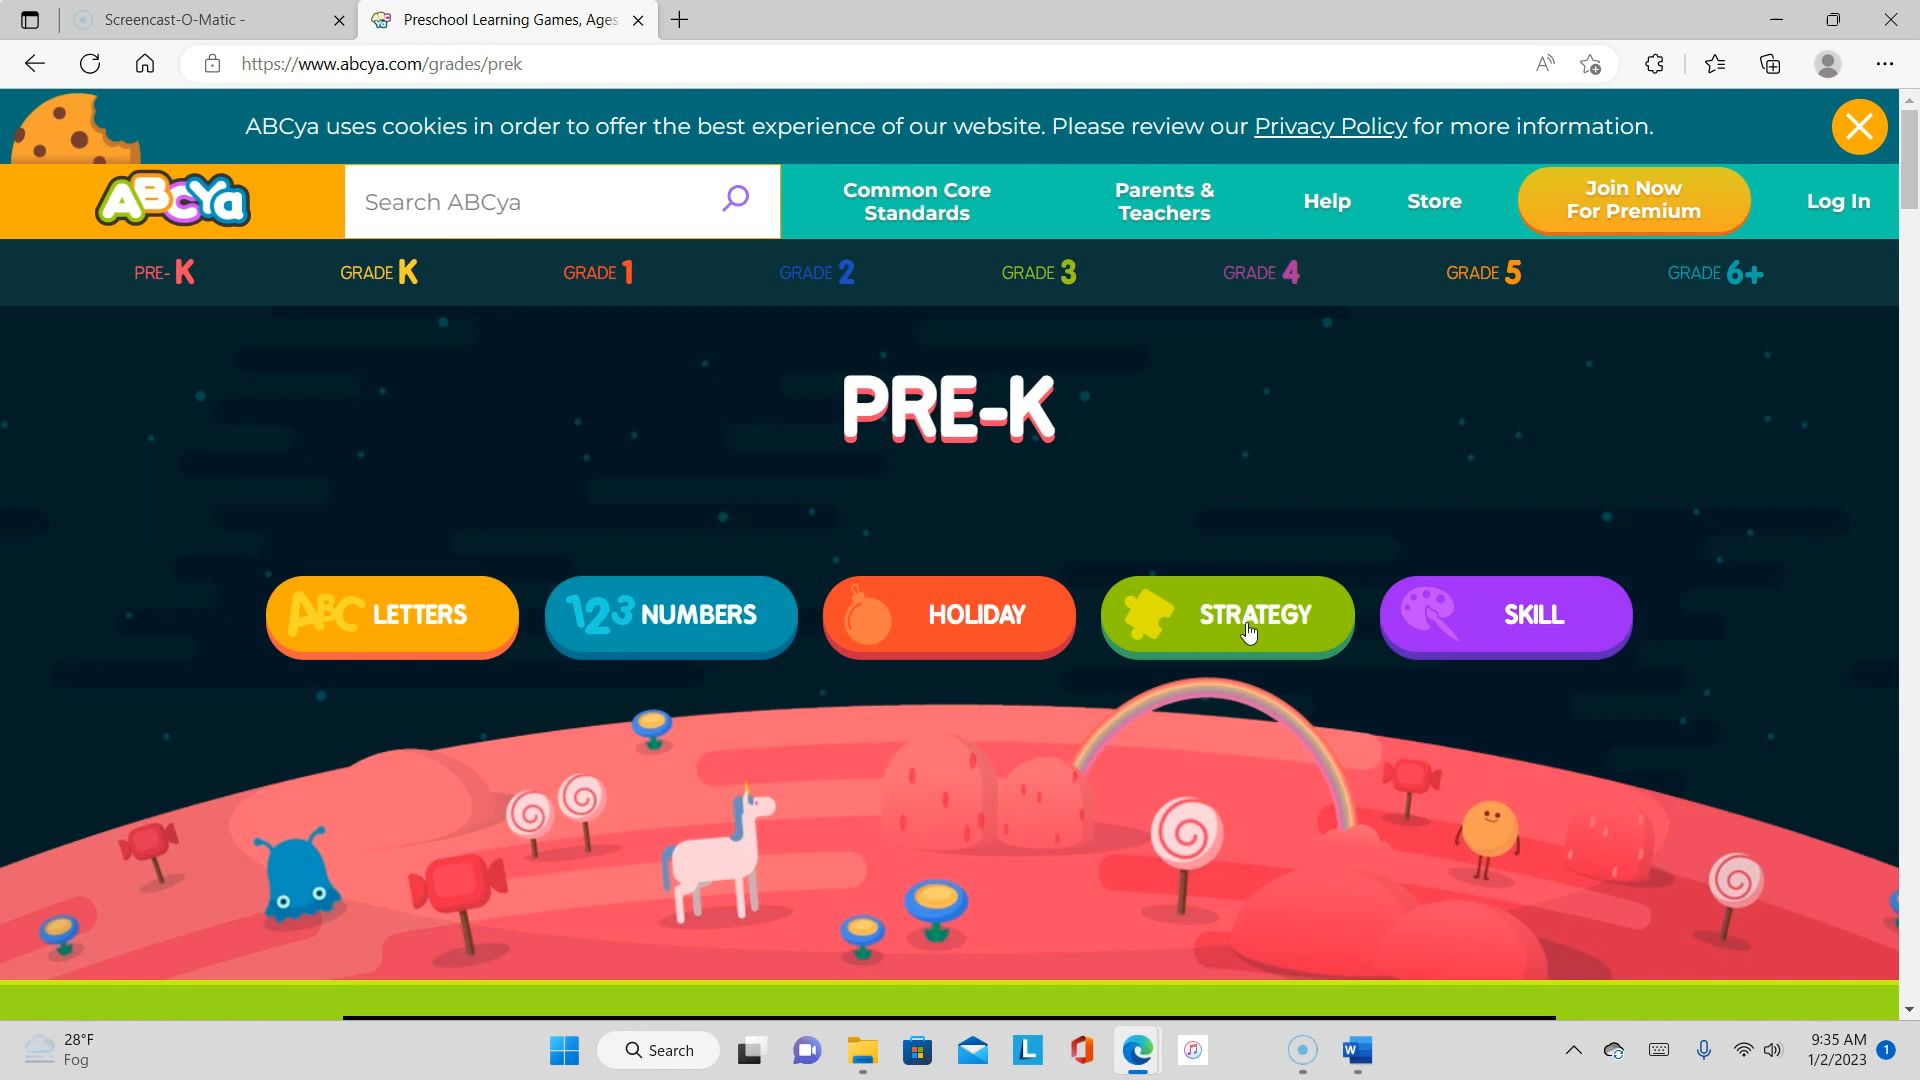 Screencast-O-Matic -
Preschool Learning Games, Ages
https://www.abcya.com/grades/prek
ABCya uses cookies in order to offer the best experience of our website. Please review our Privacy Policy for more information.
ABCya
Search ABCya
Common Core
Standards
Parents &
Teachers
Help
Store
Join Now
For Premium
Log In
PRE-K
GRADE K
GRADE 1
GRADE 2
GRADE 3
GRADE 4
GRADE 5
GRADE 6+
PRE-K
ABC LETTERS
123 NUMBERS
HOLIDAY
STRATEGY
SKILL
28°F
Fog
Search
L
W
9:35 AM
1/2/2023
1